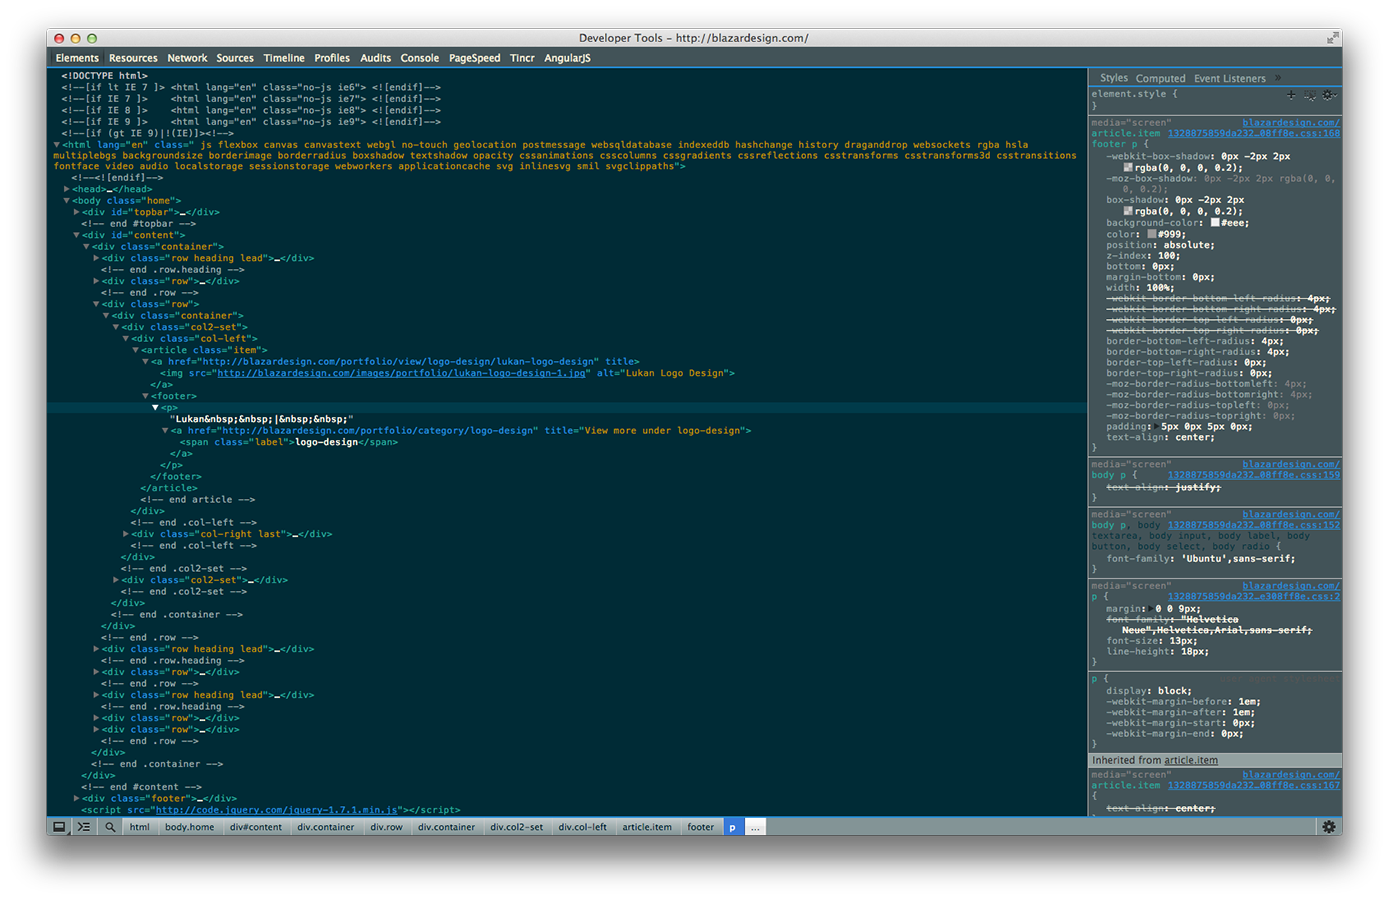 Developer Tools - http://blazardesign.com/
Elements Resources Network Sources Timeline Profiles Audits Console PageSpeed Tincr AngularJS
<!DOCTYPE html>
<!--[if lt IE 7 ]> <html lang="en" class="no-js ie6"> <![endif]-->
<!--[if IE 7 ]> <html lang="en" class="no-js ie7"> <![endif]-->
<!--[if IE 8 ]> <html lang="en" class="no-js ie8"> <![endif]-->
<!--[if IE 9 ]> <html lang="en" class="no-js ie9"> <![endif]-->
<!--[if (gt IE 9)|!(IE)]><!-->
<html lang="en" class=" js flexbox canvas canvastext webgl no-touch geolocation postmessage websqldatabase indexeddb hashchange history draganddrop websockets rgba hsla
multiplebgs backgroundsize borderimage borderradius boxshadow textshadow opacity cssanimations csscolumns cssgradients cssreflections csstransforms csstransforms3d csstransitions
fontface video audio localstorage sessionstorage webworkers applicationcache svg inlinesvg smil svgclippaths">
<!--<![endif]-->
<head>…</head>
<body class="home">
<div id="topbar">…</div>
<!-- end #topbar -->
<div id="content">
<div class="container">
<div class="row heading lead">…</div>
<!-- end .row.heading -->
<div class="row">…</div>
<!-- end .row -->
<div class="row">
<div class="container">
<div class="col2-set">
<div class="col-left">
<article class="item">
<a href="http://blazardesign.com/portfolio/view/logo-design/lukan-logo-design" title>
<img src="http://blazardesign.com/images/portfolio/lukan-logo-design-1.jpg" alt="Lukan Logo Design">
</a>
<footer>
<p>
"Lukan&nbsp;&nbsp;|&nbsp;&nbsp;"
<a href="http://blazardesign.com/portfolio/category/logo-design" title="View more under logo-design">
<span class="label">logo-design</span>
</a>
</p>
</footer>
</article>
<!-- end article -->
</div>
<!-- end .col-left -->
<div class="col-right last">…</div>
<!-- end .col-left -->
</div>
<!-- end .col2-set -->
<div class="col2-set">…</div>
<!-- end .col2-set -->
</div>
<!-- end .container -->
</div>
<!-- end .row -->
<div class="row heading lead">…</div>
<!-- end .row.heading -->
<div class="row">…</div>
<!-- end .row -->
<div class="row heading lead">…</div>
<!-- end .row.heading -->
<div class="row">…</div>
<div class="row">…</div>
<!-- end .row -->
</div>
<!-- end .container -->
</div>
<!-- end #content -->
<div class="footer">…</div>
<script src="http://code.jquery.com/jquery-1.7.1.min.js"></script>
Styles Computed Event Listeners »
element.style {
}
media="screen" blazardesign.com/
article.item 1328875859da232…08ff8e.css:168
footer p {
-webkit-box-shadow: 0px -2px 2px
rgba(0, 0, 0, 0.2);
-moz-box-shadow: 0px -2px 2px rgba(0, 0,
0, 0.2);
box-shadow: 0px -2px 2px
rgba(0, 0, 0, 0.2);
background-color: #eee;
color: #999;
position: absolute;
z-index: 100;
bottom: 0px;
margin-bottom: 0px;
width: 100%;
-webkit-border-bottom-left-radius: 4px;
-webkit-border-bottom-right-radius: 4px;
-webkit-border-top-left-radius: 0px;
-webkit-border-top-right-radius: 0px;
border-bottom-left-radius: 4px;
border-bottom-right-radius: 4px;
border-top-left-radius: 0px;
border-top-right-radius: 0px;
-moz-border-radius-bottomleft: 4px;
-moz-border-radius-bottomright: 4px;
-moz-border-radius-topleft: 0px;
-moz-border-radius-topright: 0px;
padding: 5px 0px 5px 0px;
text-align: center;
}
media="screen" blazardesign.com/
body p { 1328875859da232…08ff8e.css:159
text-align: justify;
}
media="screen" blazardesign.com/
body p, body 1328875859da232…08ff8e.css:152
textarea, body input, body label, body
button, body select, body radio {
font-family: 'Ubuntu',sans-serif;
}
media="screen" blazardesign.com/
p { 1328875859da232…e308ff8e.css:2
margin: 0 0 9px;
font-family: "Helvetica
Neue",Helvetica,Arial,sans-serif;
font-size: 13px;
line-height: 18px;
}
p { user agent stylesheet
display: block;
-webkit-margin-before: 1em;
-webkit-margin-after: 1em;
-webkit-margin-start: 0px;
-webkit-margin-end: 0px;
}
Inherited from article.item
media="screen" blazardesign.com/
article.item 1328875859da232…08ff8e.css:167
{
text-align: center;
html body.home div#content div.container div.row div.container div.col2-set div.col-left article.item footer p ...